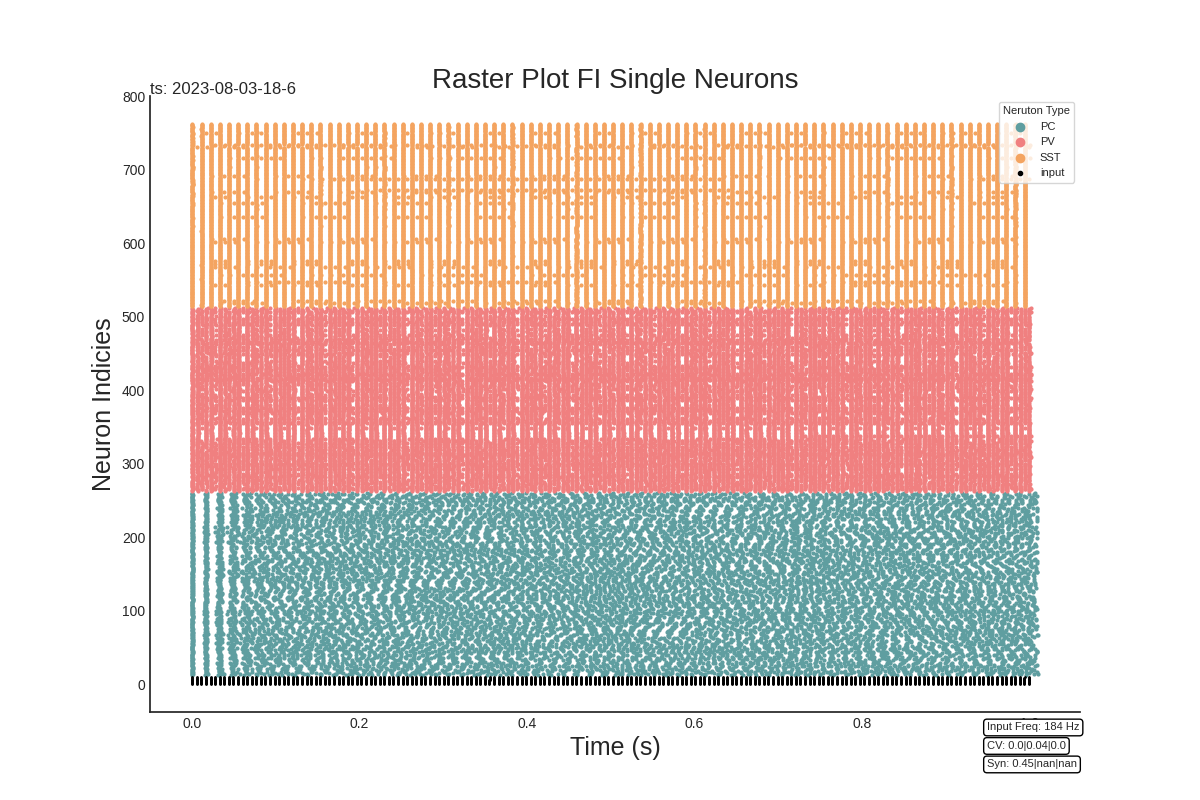 Raster Plot FI Single Neurons
ts: 2023-08-03-18-6
Neruton Type
PC
PV
SST
input
Neuron Indicies
800
700
600
500
400
300
200
100
0
0.0
0.2
0.4
0.6
0.8
Time (s)
Input Freq: 184 Hz
CV: 0.0|0.04|0.0
Syn: 0.45|nan|nan